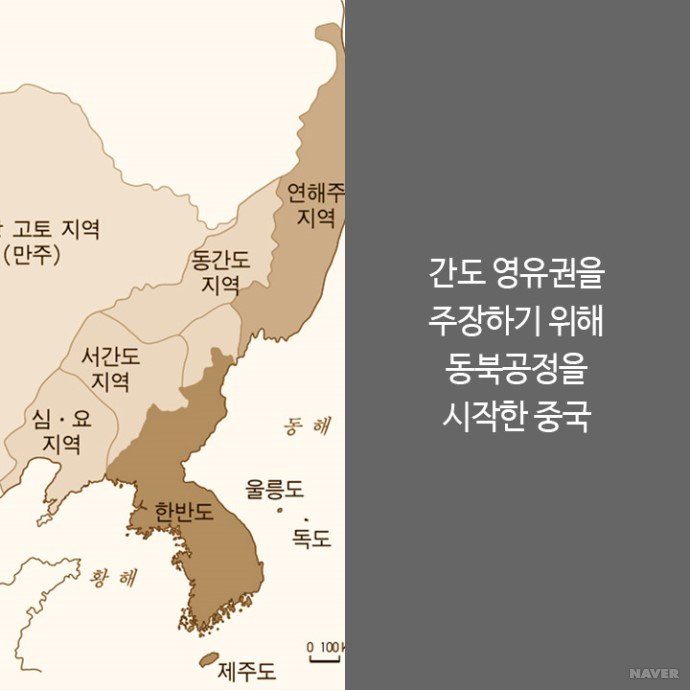 연해주
지역
고토 지역
(만주)
동간도
지역
서간도
지역
심·요
지역
동해
울릉도
한반도
독도
황해
0 100
제주도
간도 영유권을
주장하기 위해
동북공정을
시작한 중국
NAVER